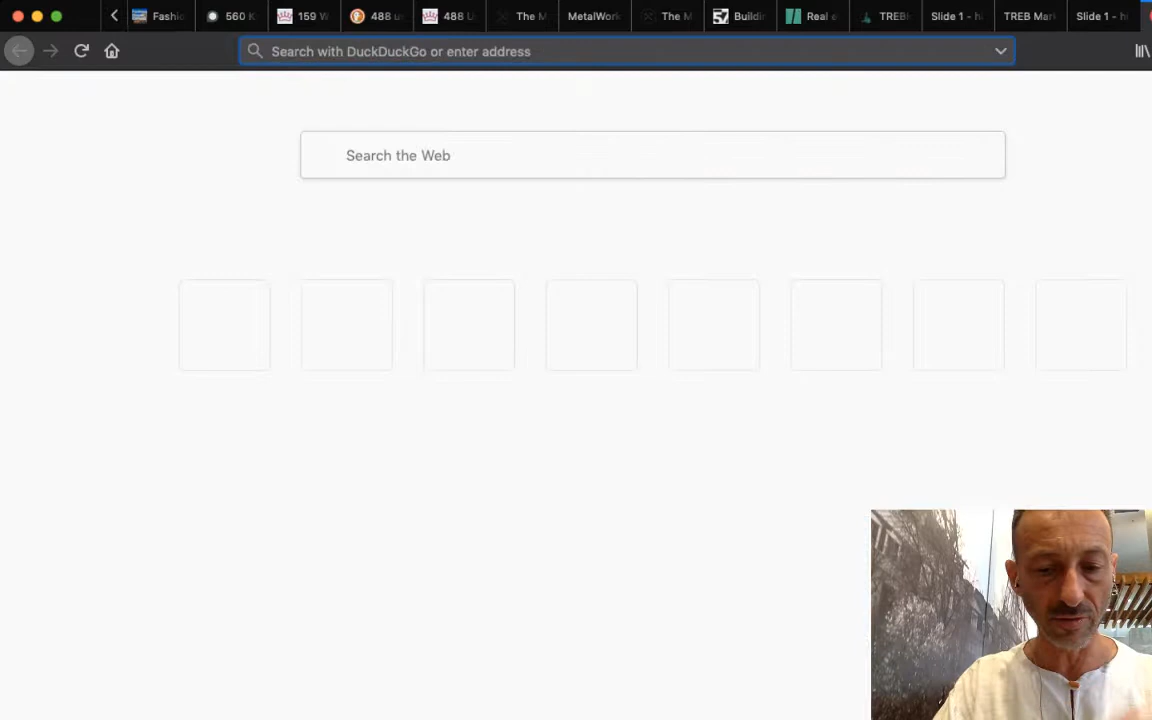 Fashi
560 K
159 W
488 u
488 U
The M
MetalWork
The M
Buildin
Real e
TREB
Slide 1 - h
TREB Mark
Slide 1 - h
Search with DuckDuckGo or enter address
Search the Web